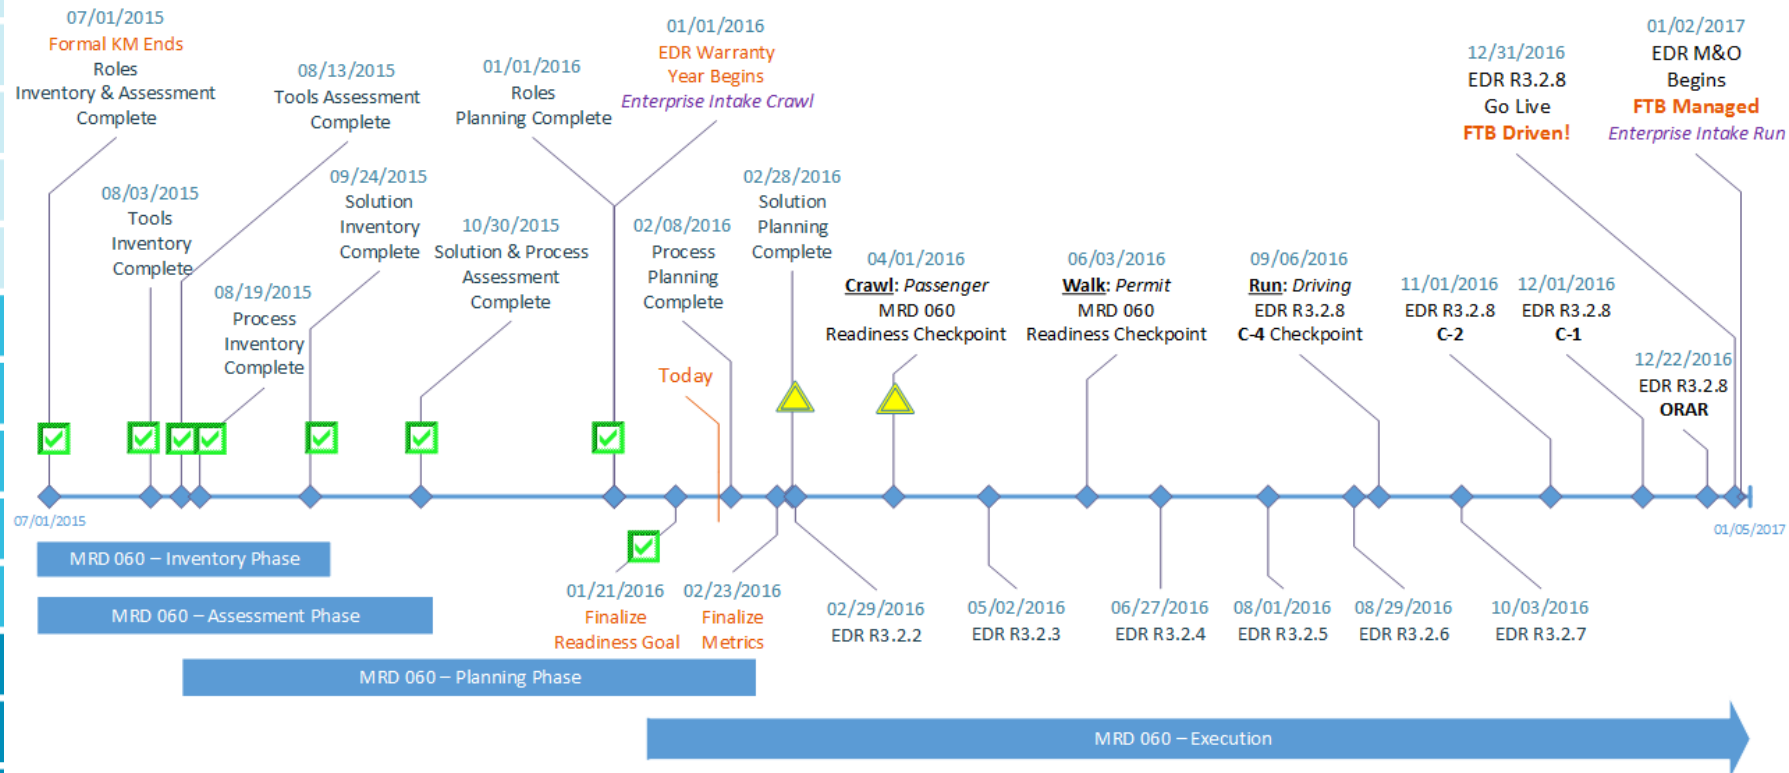 07/01/2015
Formal KM Ends
Roles
Inventory & Assessment
Complete
08/03/2015
Tools
Inventory
Complete
08/13/2015
Tools Assessment
Complete
08/19/2015
Process
Inventory
Complete
09/24/2015
Solution
Inventory
Complete
10/30/2015
Solution & Process
Assessment
Complete
01/01/2016
Roles
Planning Complete
01/01/2016
EDR Warranty
Year Begins
Enterprise Intake Crawl
02/08/2016
Process
Planning
Complete
Today
02/28/2016
Solution
Planning
Complete
04/01/2016
Crawl: Passenger
MRD 060
Readiness Checkpoint
06/03/2016
Walk: Permit
MRD 060
Readiness Checkpoint
09/06/2016
Run: Driving
EDR R3.2.8
C-4 Checkpoint
11/01/2016
EDR R3.2.8
C-2
12/01/2016
EDR R3.2.8
C-1
12/22/2016
EDR R3.2.8
ORAR
12/31/2016
EDR R3.2.8
Go Live
FTB Driven!
01/02/2017
EDR M&O
Begins
FTB Managed
Enterprise Intake Run
07/01/2015
01/05/2017
01/21/2016
Finalize
Readiness Goal
02/23/2016
Finalize
Metrics
02/29/2016
EDR R3.2.2
05/02/2016
EDR R3.2.3
06/27/2016
EDR R3.2.4
08/01/2016
EDR R3.2.5
08/29/2016
EDR R3.2.6
10/03/2016
EDR R3.2.7
MRD 060 – Inventory Phase
MRD 060 – Assessment Phase
MRD 060 – Planning Phase
MRD 060 – Execution